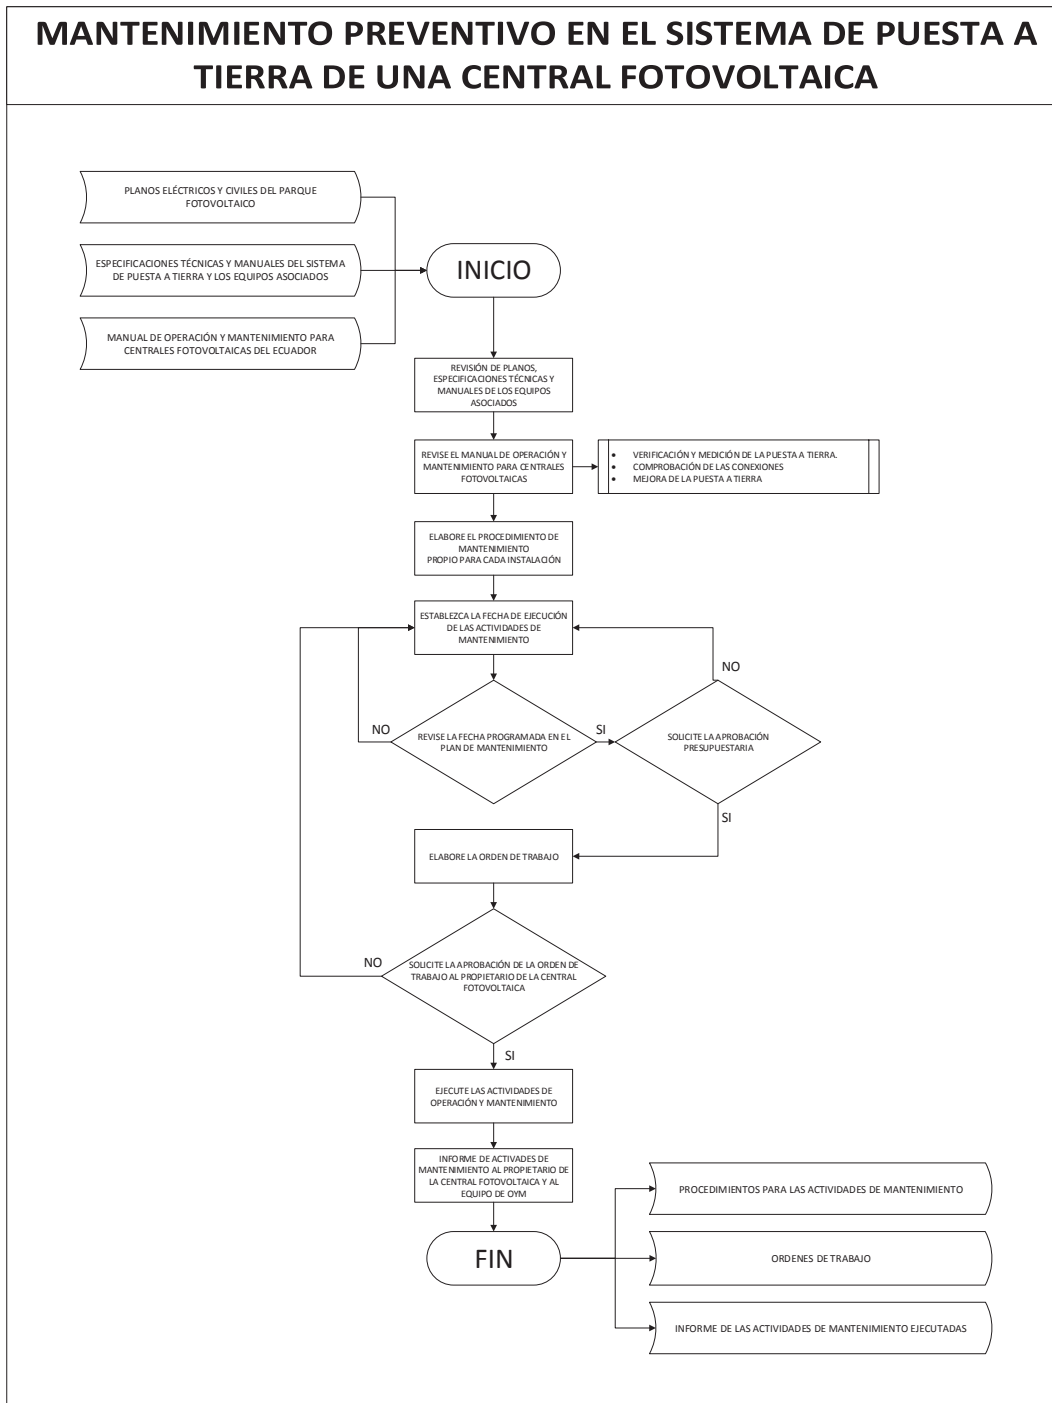 MANTENIMIENTO PREVENTIVO EN EL SISTEMA DE PUESTA A
TIERRA DE UNA CENTRAL FOTOVOLTAICA
PLANOS ELÉCTRICOS Y CIVILES DEL PARQUE
FOTOVOLTAICO
ESPECIFICACIONES TÉCNICAS Y MANUALES DEL SISTEMA
DE PUESTA A TIERRA Y LOS EQUIPOS ASOCIADOS
MANUAL DE OPERACIÓN Y MANTENIMIENTO PARA
CENTRALES FOTOVOLTAICAS DEL ECUADOR
INICIO
REVISIÓN DE PLANOS,
ESPECIFICACIONES TÉCNICAS Y
MANUALES DE LOS EQUIPOS
ASOCIADOS
REVISE EL MANUAL DE OPERACIÓN Y
MANTENIMIENTO PARA CENTRALES
FOTOVOLTAICAS
• VERIFICACIÓN Y MEDICIÓN DE LA PUESTA A TIERRA.
• COMPROBACIÓN DE LAS CONEXIONES
• MEJORA DE LA PUESTA A TIERRA
ELABORE EL PROCEDIMIENTO DE
MANTENIMIENTO
PROPIO PARA CADA INSTALACIÓN
ESTABLEZCA LA FECHA DE EJECUCIÓN
DE LAS ACTIVIDADES DE
MANTENIMIENTO
NO
REVISE LA FECHA PROGRAMADA EN EL
PLAN DE MANTENIMIENTO
SI
NO
SOLICITE LA APROBACIÓN
PRESUPUESTARIA
SI
ELABORE LA ORDEN DE TRABAJO
NO
SOLICITE LA APROBACIÓN DE LA ORDEN DE
TRABAJO AL PROPIETARIO DE LA CENTRAL
FOTOVOLTAICA
SI
EJECUTE LAS ACTIVIDADES DE
OPERACIÓN Y MANTENIMIENTO
INFORME DE ACTIVADES DE
MANTENIMIENTO AL PROPIETARIO DE
LA CENTRAL FOTOVOLTAICA Y AL
EQUIPO DE OYM
FIN
PROCEDIMIENTOS PARA LAS ACTIVIDADES DE MANTENIMIENTO
ORDENES DE TRABAJO
INFORME DE LAS ACTIVIDADES DE MANTENIMIENTO EJECUTADAS